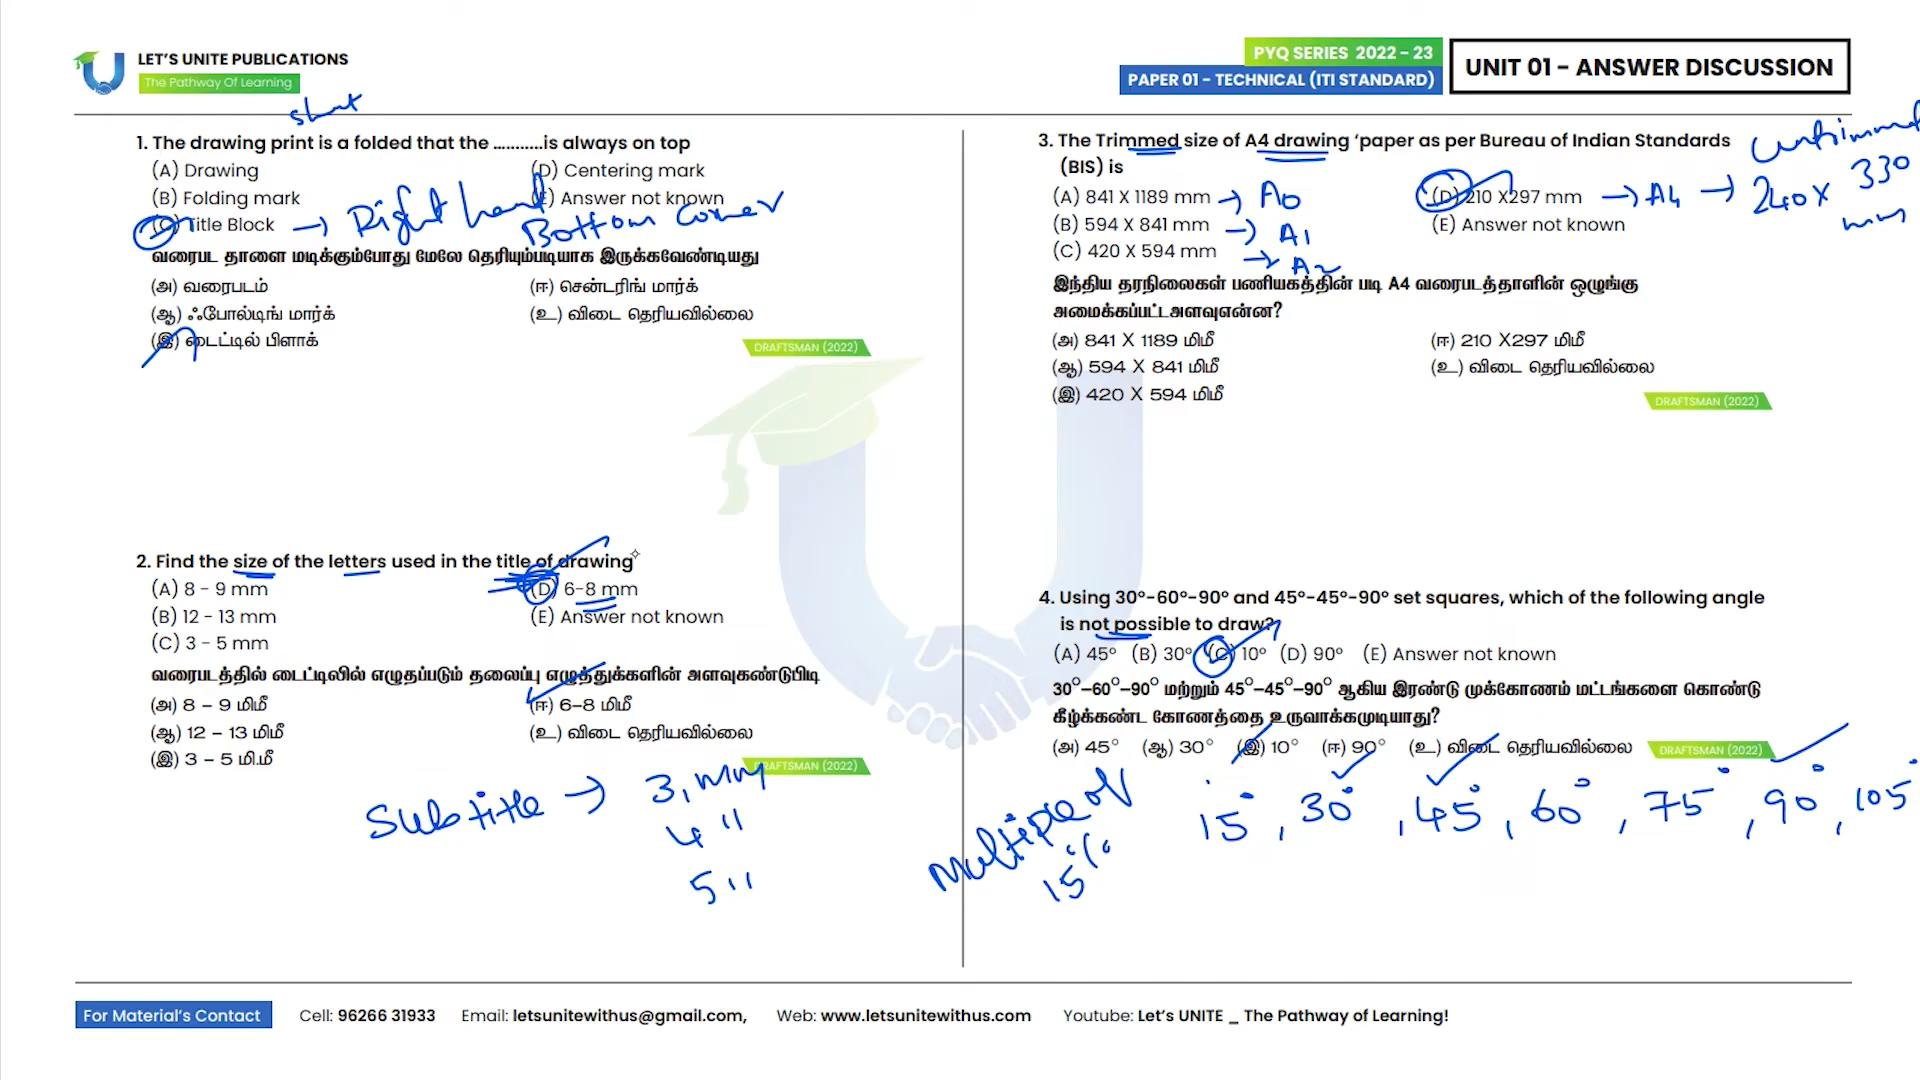 LET'S UNITE PUBLICATIONS
The Pathway Of Learning
PYQ SERIES 2022 - 23
PAPER 01 - TECHNICAL (ITI STANDARD)
UNIT 01 - ANSWER DISCUSSION
1. The drawing print is a folded that the ...........is always on top
(A) Drawing
(D) Centering mark
(B) Folding mark
(E) Answer not known
(C) Title Block
→ Right hand
Bottom corner
வரைபட தாளை மடிக்கும்போது மேலே தெரியும்படியாக இருக்கவேண்டியது
(அ) வரைபடம்
(ஈ) சென்டரிங் மார்க்
(ஆ) ஃபோல்டிங் மார்க்
(உ) விடை தெரியவில்லை
(இ) டைட்டில் பிளாக்
DRAFTSMAN (2022)
2. Find the size of the letters used in the title of drawing
(A) 8 - 9 mm
(D) 6-8 mm
(B) 12 - 13 mm
(E) Answer not known
(C) 3 - 5 mm
வரைபடத்தில் டைட்டிலில் எழுதப்படும் தலைப்பு எழுத்துக்களின் அளவுகண்டுபிடி
(அ) 8 – 9 மிமீ
(ஈ) 6–8 மிமீ
(ஆ) 12 – 13 மிமீ
(உ) விடை தெரியவில்லை
(இ) 3 – 5 மி.மீ
DRAFTSMAN (2022)
Subtitle → 3, mm
4 "
5 "
3. The Trimmed size of A4 drawing 'paper as per Bureau of Indian Standards
(BIS) is
untrimmed
(A) 841 X 1189 mm → A0
(D) 210 X297 mm → A4 → 240 x 330
mm
(B) 594 X 841 mm → A1
(E) Answer not known
(C) 420 X 594 mm → A2
இந்திய தரநிலைகள் பணியகத்தின் படி A4 வரைபடத்தாளின் ஒழுங்கு
அமைக்கப்பட்டஅளவுஎன்ன?
(அ) 841 X 1189 மிமீ
(ஈ) 210 X297 மிமீ
(ஆ) 594 X 841 மிமீ
(உ) விடை தெரியவில்லை
(இ) 420 X 594 மிமீ
DRAFTSMAN (2022)
4. Using 30°-60°-90° and 45°-45°-90° set squares, which of the following angle
is not possible to draw?
(A) 45° (B) 30° (C) 10° (D) 90° (E) Answer not known
30°–60°–90° மற்றும் 45°–45°–90° ஆகிய இரண்டு முக்கோணம் மட்டங்களை கொண்டு
கீழ்க்கண்ட கோணத்தை உருவாக்கமுடியாது?
(அ) 45° (ஆ) 30° (இ) 10° (ஈ) 90° (உ) விடை தெரியவில்லை
DRAFTSMAN (2022)
Multiple of
15
15°, 30°, 45°, 60°, 75°, 90°, 105°
For Material's Contact
Cell: 96266 31933 Email: letsunitewithus@gmail.com, Web: www.letsunitewithus.com Youtube: Let's UNITE _ The Pathway of Learning!